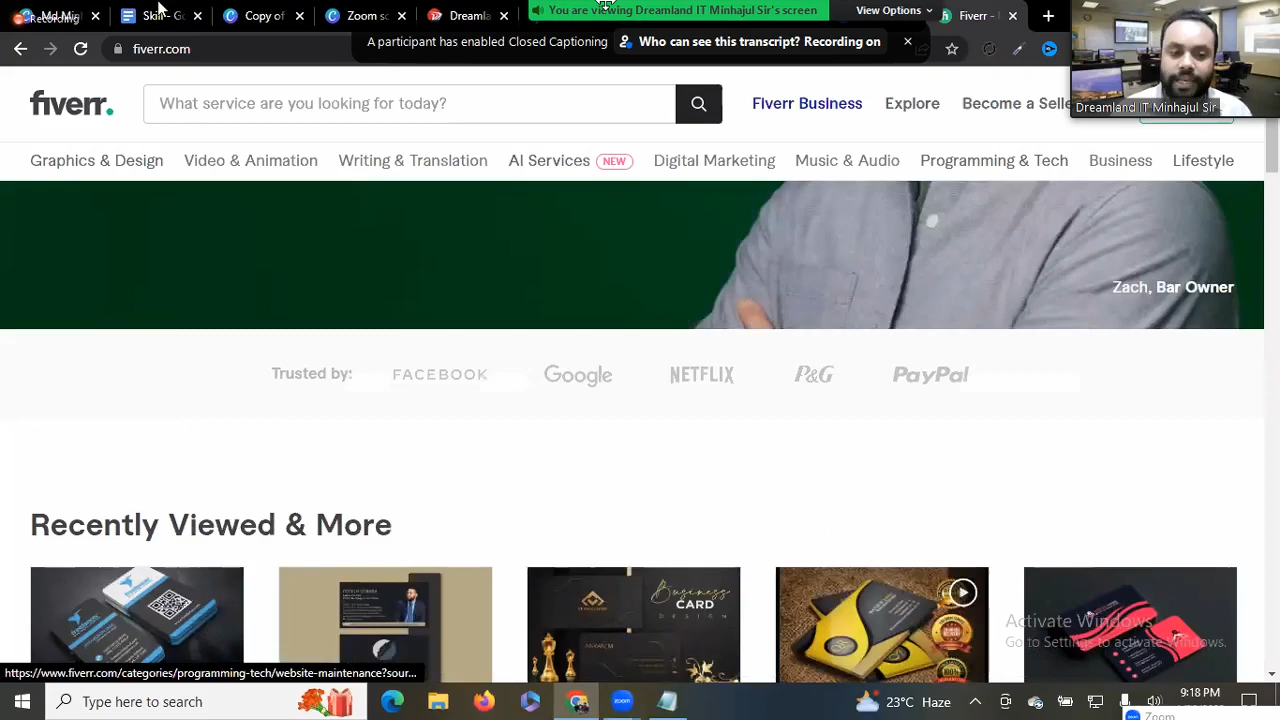 Recording
Skin- Go
Copy of
Zoom s
Dreamla
You are viewing Dreamland IT Minhajul Sir's screen
View Options
Fiverr -
fiverr.com
A participant has enabled Closed Captioning
Who can see this transcript? Recording on
Dreamland IT Minhajul Sir
fiverr.
What service are you looking for today?
Fiverr Business
Explore
Become a Selle
Graphics & Design
Video & Animation
Writing & Translation
AI Services NEW
Digital Marketing
Music & Audio
Programming & Tech
Business
Lifestyle
Zach, Bar Owner
Trusted by:
FACEBOOK
Google
NETFLIX
P&G
PayPal
Recently Viewed & More
Business
CARD
DESIGN
Activate Windows
Go to Settings to activate Windows.
https://www.fiverr.com/categories/programming-tech/website-maintenance?sour...
Type here to search
23°C Haze
9:18 PM
Zoom